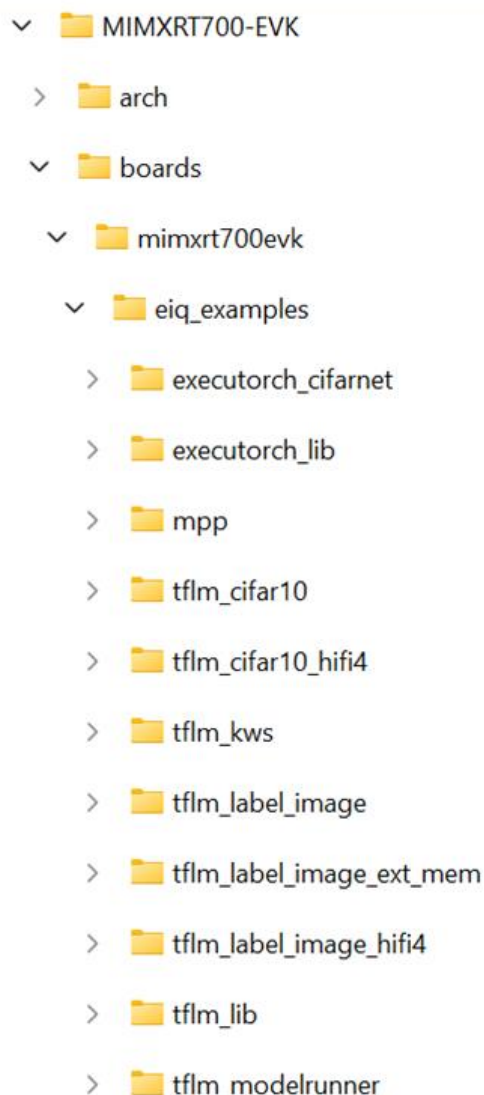 MIMXRT700-EVK
arch
boards
mimxrt700evk
eiq_examples
executorch_cifarnet
executorch_lib
mpp
tflm_cifar10
tflm_cifar10_hifi4
tflm_kws
tflm_label_image
tflm_label_image_ext_mem
tflm_label_image_hifi4
tflm_lib
tflm_modelrunner